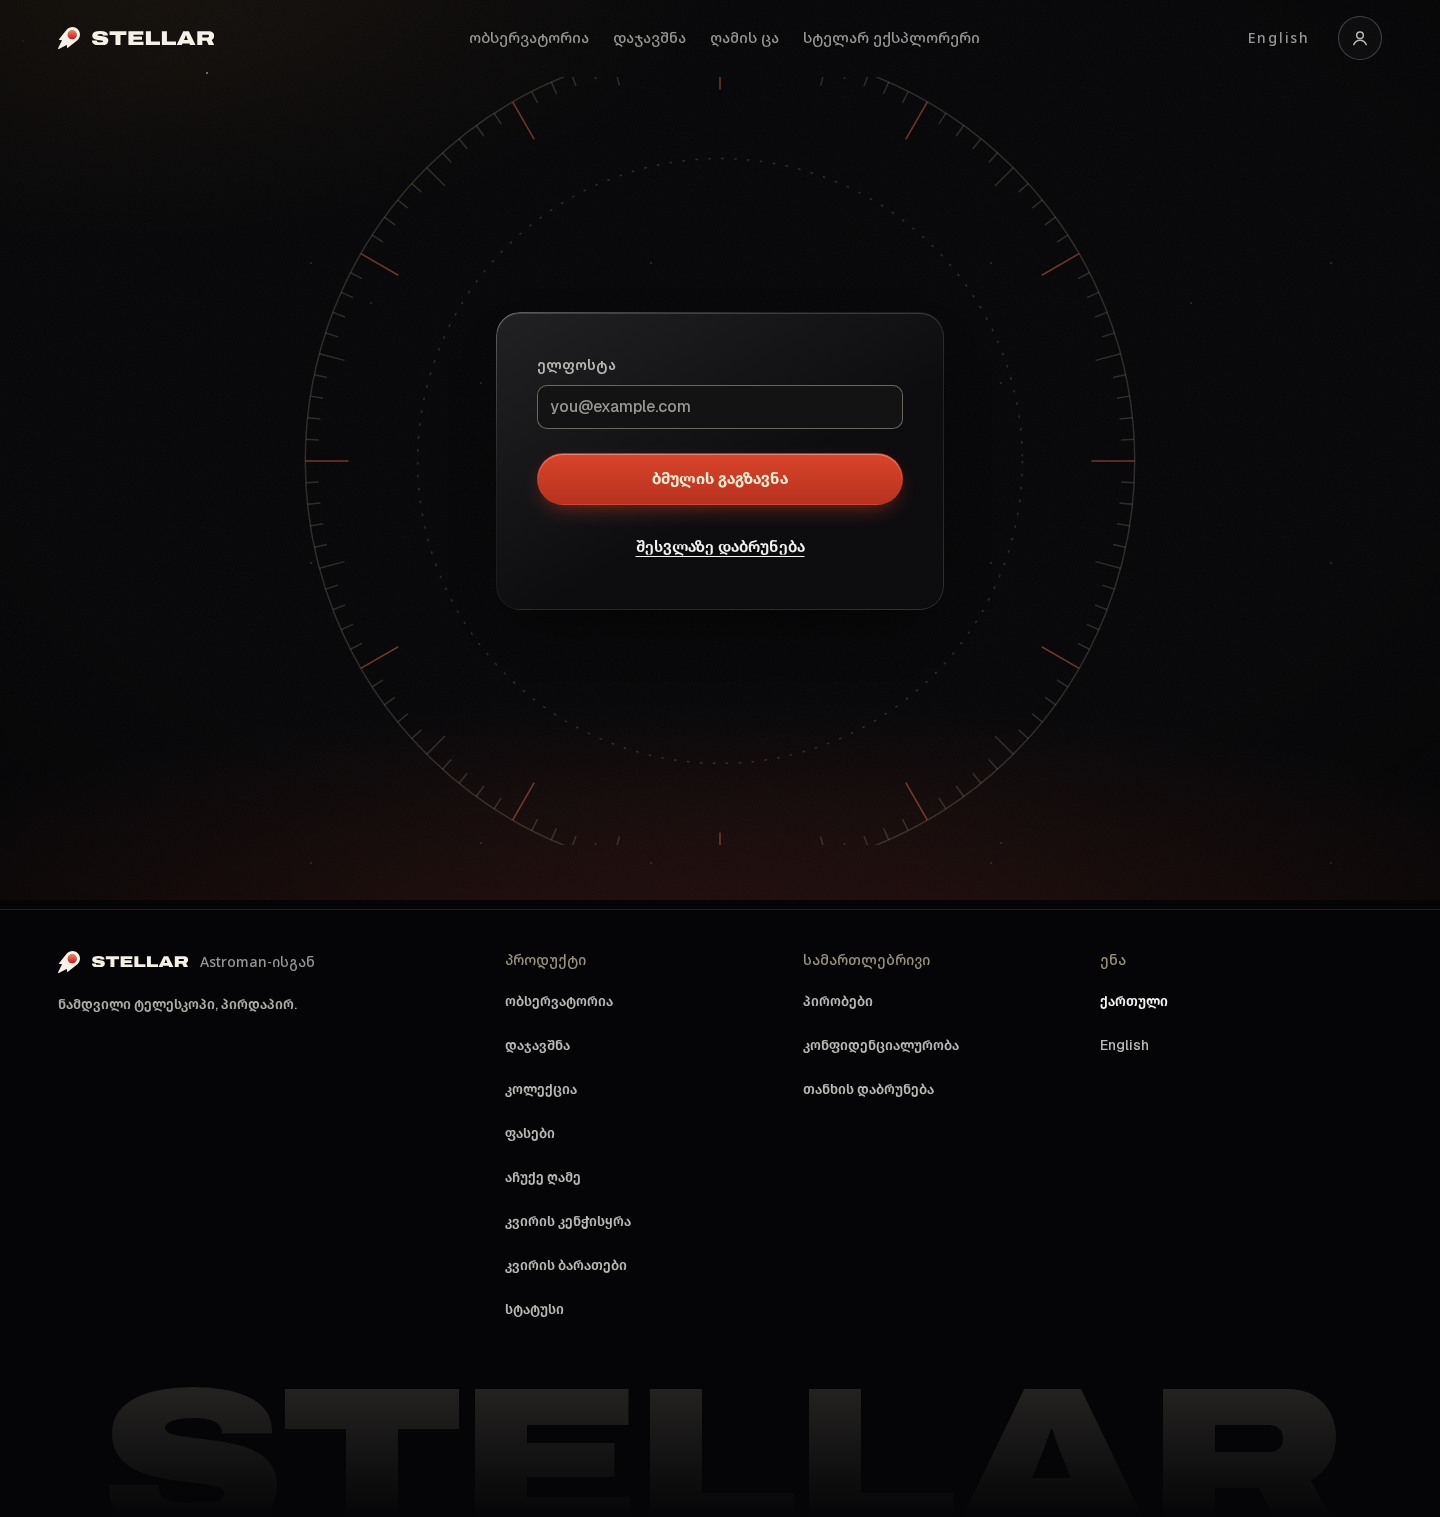 STELLAR
ობსერვატორია დაჯავშნა ღამის ცა სტელარ ექსპლორერი
English
ელფოსტა
you@example.com
ბმულის გაგზავნა
შესვლაზე დაბრუნება
STELLAR Astroman-ისგან
ნამდვილი ტელესკოპი, პირდაპირ.
პროდუქტი
ობსერვატორია
დაჯავშნა
კოლექცია
ფასები
აჩუქე ღამე
კვირის კენჭისყრა
კვირის ბარათები
სტატუსი
სამართლებრივი
პირობები
კონფიდენციალურობა
თანხის დაბრუნება
ენა
ქართული
English
STELLAR